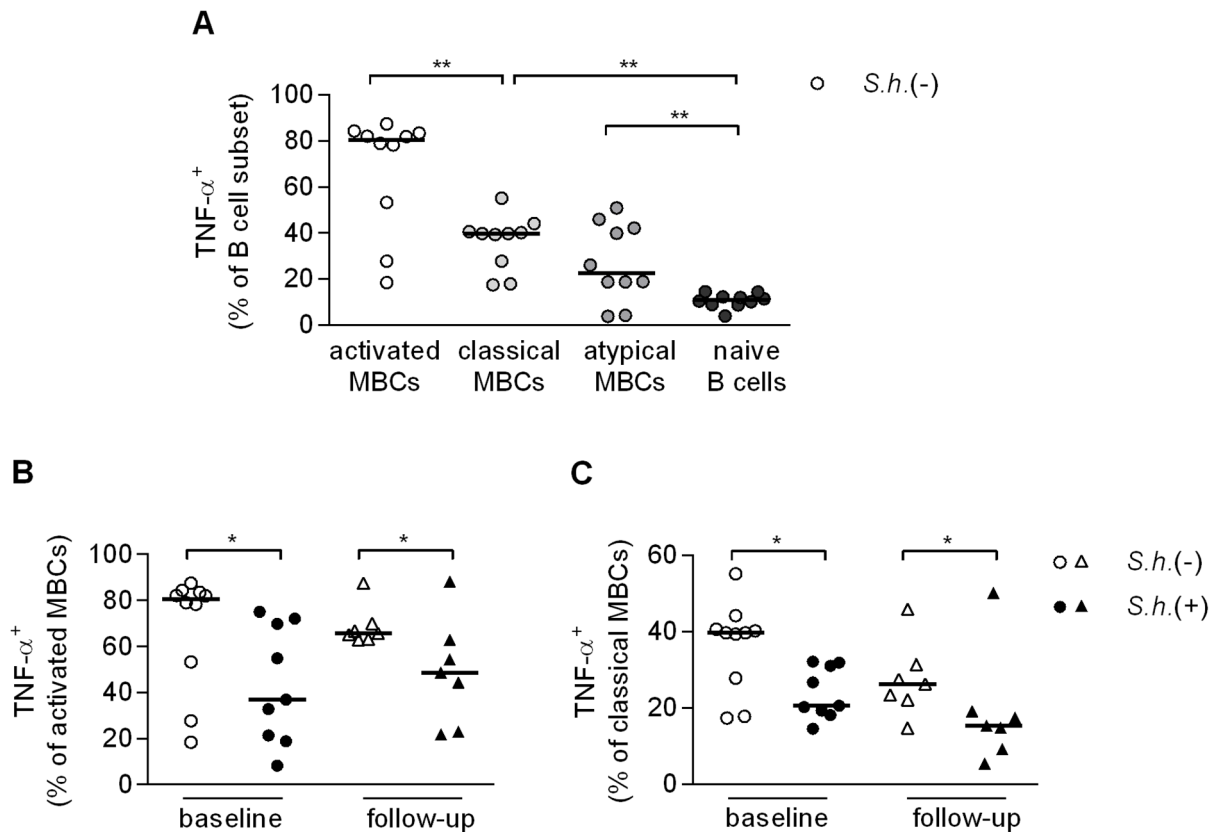 A
**
**
S.h.(-)
**
TNF-α⁺
(% of B cell subset)
100
80
60
40
20
0
activated
MBCs
classical
MBCs
atypical
MBCs
naive
B cells
B
*
*
TNF-α⁺
(% of activated MBCs)
100
80
60
40
20
0
baseline
follow-up
C
*
*
TNF-α⁺
(% of classical MBCs)
60
40
20
0
baseline
follow-up
S.h.(-)
S.h.(+)